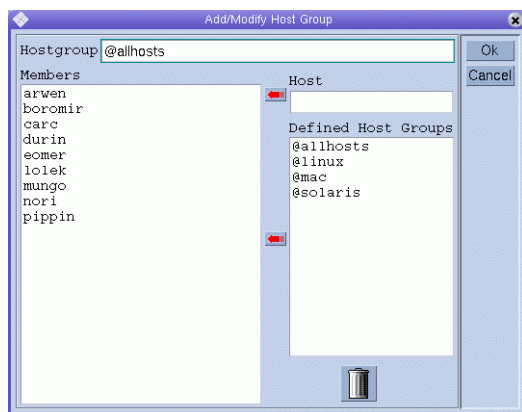 Add/Modify Host Group
Hostgroup @allhosts
Ok
Cancel
Members
arwen
boromir
carc
durin
eomer
lolek
mungo
nori
pippin
Host
Defined Host Groups
@allhosts
@linux
@mac
@solaris